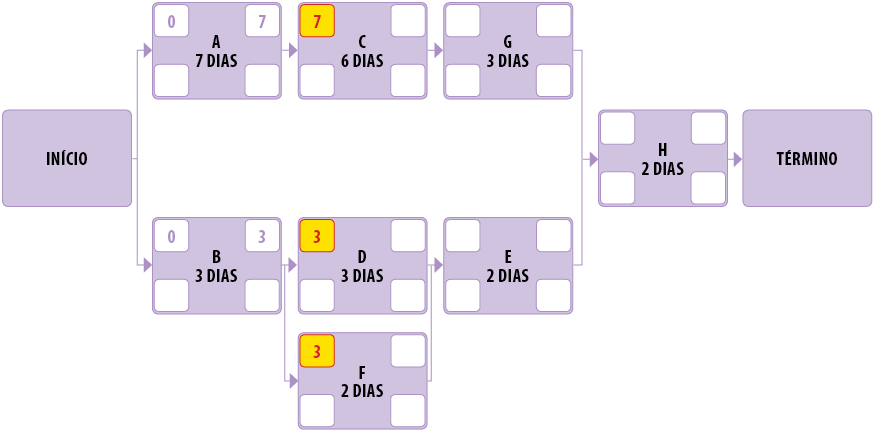 0 7
A
7 DIAS
7
C
6 DIAS
G
3 DIAS
INÍCIO
H
2 DIAS
TÉRMINO
0 3
B
3 DIAS
3
D
3 DIAS
E
2 DIAS
3
F
2 DIAS